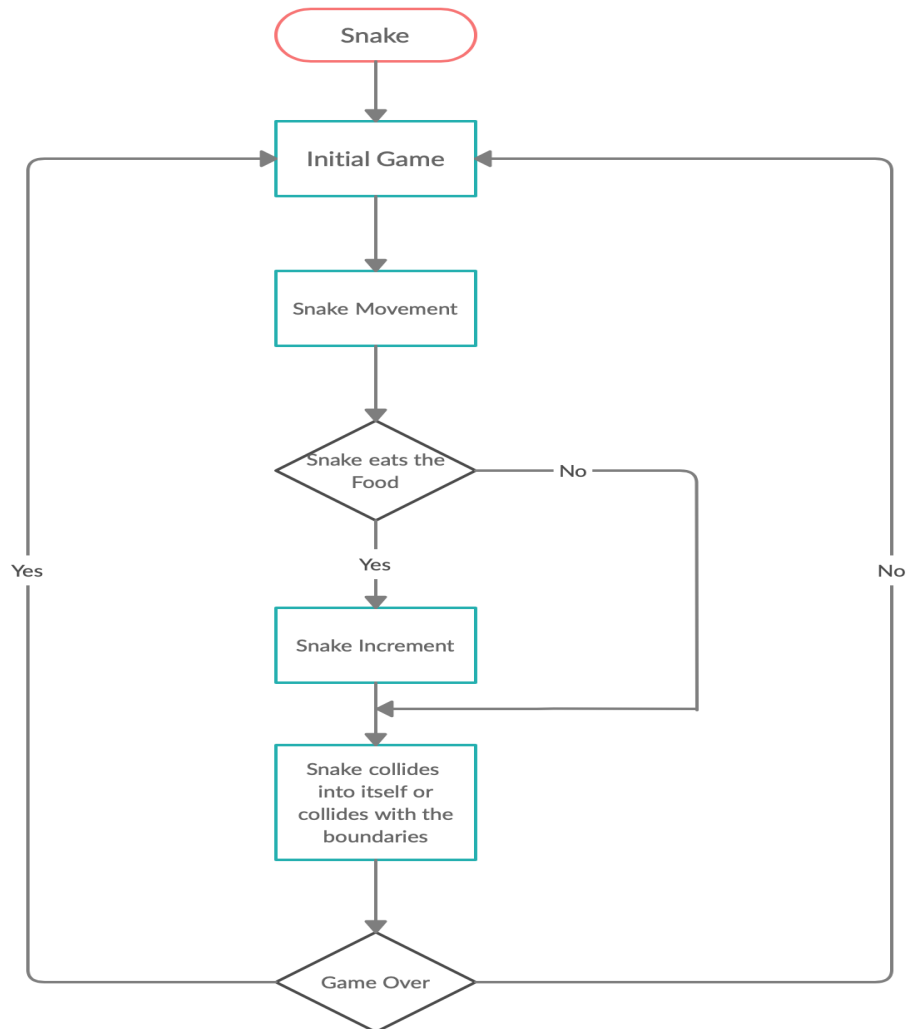 Snake
Initial Game
Snake Movement
Snake eats the
Food
No
Yes
Yes
No
Snake Increment
Snake collides
into itself or
collides with the
boundaries
Game Over